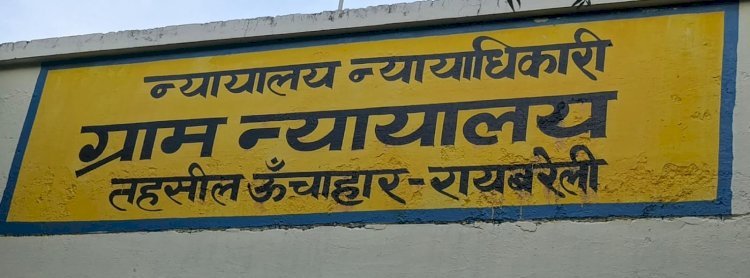 न्यायालय न्यायाधिकारी
ग्राम न्यायालय
तहसील ऊँचाहार-रायबरेली